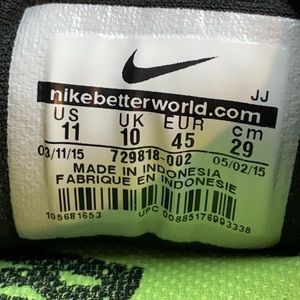 JJ
nikebetterworld.com
US UK EUR cm
11 10 45 29
03/11/15 729818-002 05/02/15
MADE IN INDONESIA
FABRIQUE EN INDONESIE
105681653 UPC 00885176993338